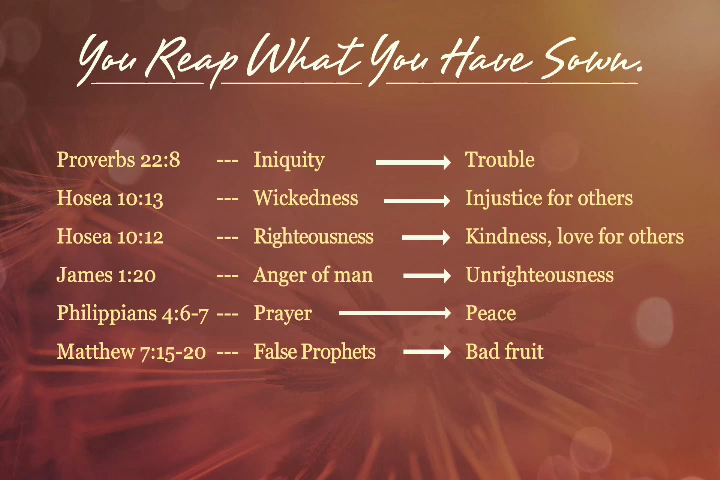 You Reap What You Have Sown.
Proverbs 22:8 --- Iniquity → Trouble
Hosea 10:13 --- Wickedness → Injustice for others
Hosea 10:12 --- Righteousness → Kindness, love for others
James 1:20 --- Anger of man → Unrighteousness
Philippians 4:6-7 --- Prayer → Peace
Matthew 7:15-20 --- False Prophets → Bad fruit